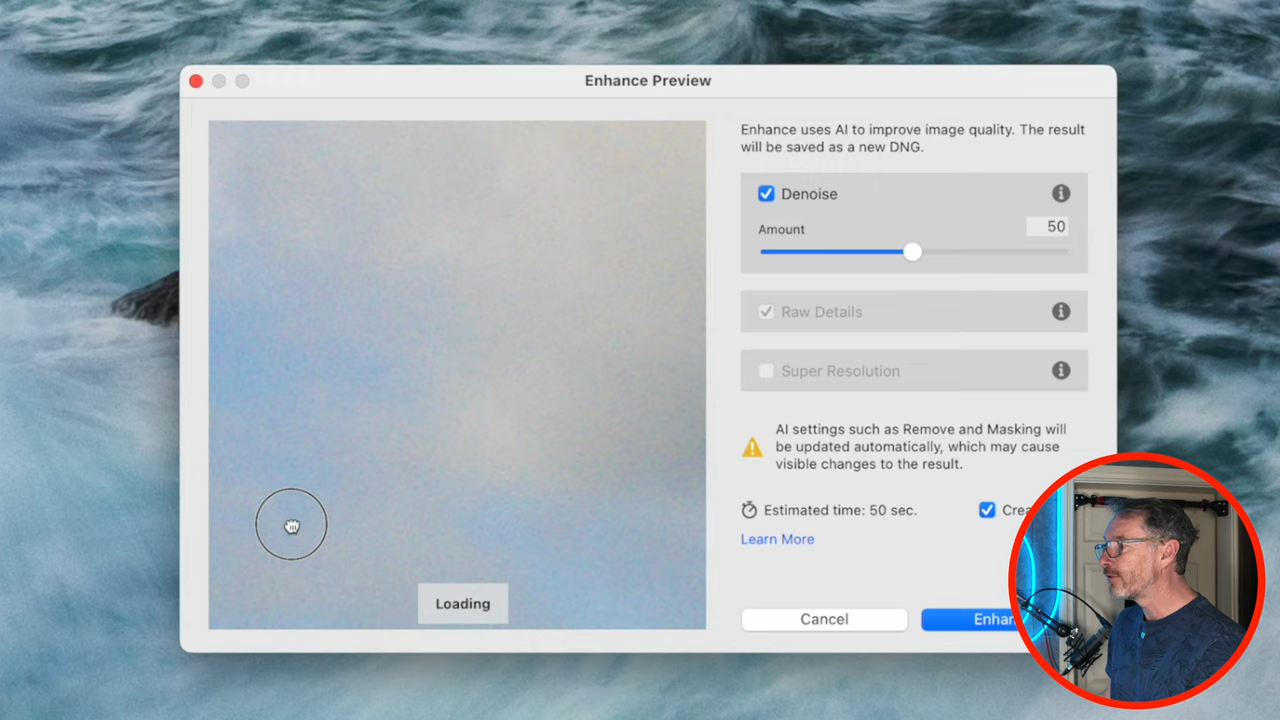 Enhance Preview
Enhance uses AI to improve image quality. The result
will be saved as a new DNG.
Denoise
Amount
50
Raw Details
Super Resolution
AI settings such as Remove and Masking will
be updated automatically, which may cause
visible changes to the result.
Estimated time: 50 sec.
Crea
Learn More
Loading
Cancel
Enhan